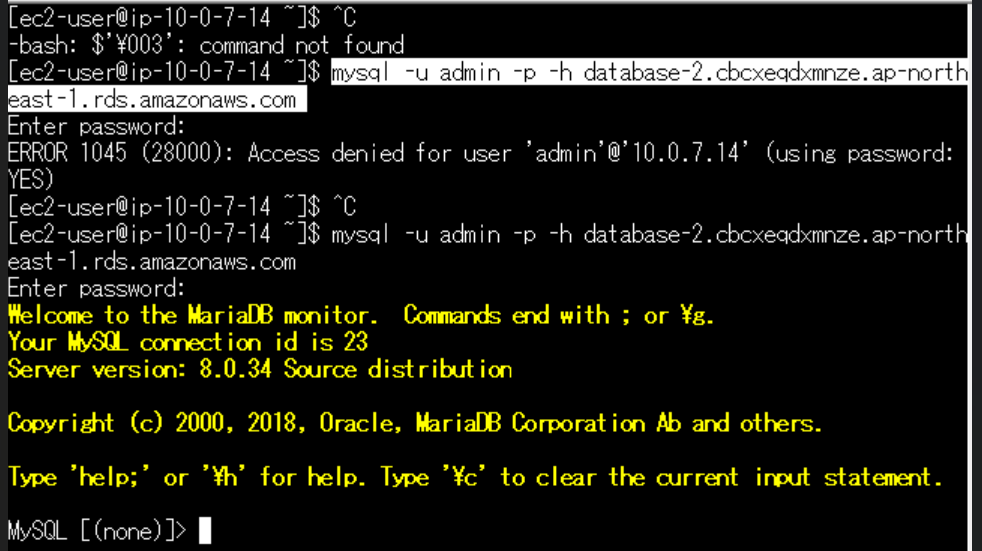 [ec2-user@ip-10-0-7-14 ~]$ ^C
-bash: $'¥003': command not found
[ec2-user@ip-10-0-7-14 ~]$ mysql -u admin -p -h database-2.cbcxeqdxmnze.ap-north
east-1.rds.amazonaws.com
Enter password:
ERROR 1045 (28000): Access denied for user 'admin'@'10.0.7.14' (using password:
YES)
[ec2-user@ip-10-0-7-14 ~]$ ^C
[ec2-user@ip-10-0-7-14 ~]$ mysql -u admin -p -h database-2.cbcxeqdxmnze.ap-north
east-1.rds.amazonaws.com
Enter password:
Welcome to the MariaDB monitor.  Commands end with ; or ¥g.
Your MySQL connection id is 23
Server version: 8.0.34 Source distribution
Copyright (c) 2000, 2018, Oracle, MariaDB Corporation Ab and others.
Type 'help;' or '¥h' for help. Type '¥c' to clear the current input statement.
MySQL [(none)]>